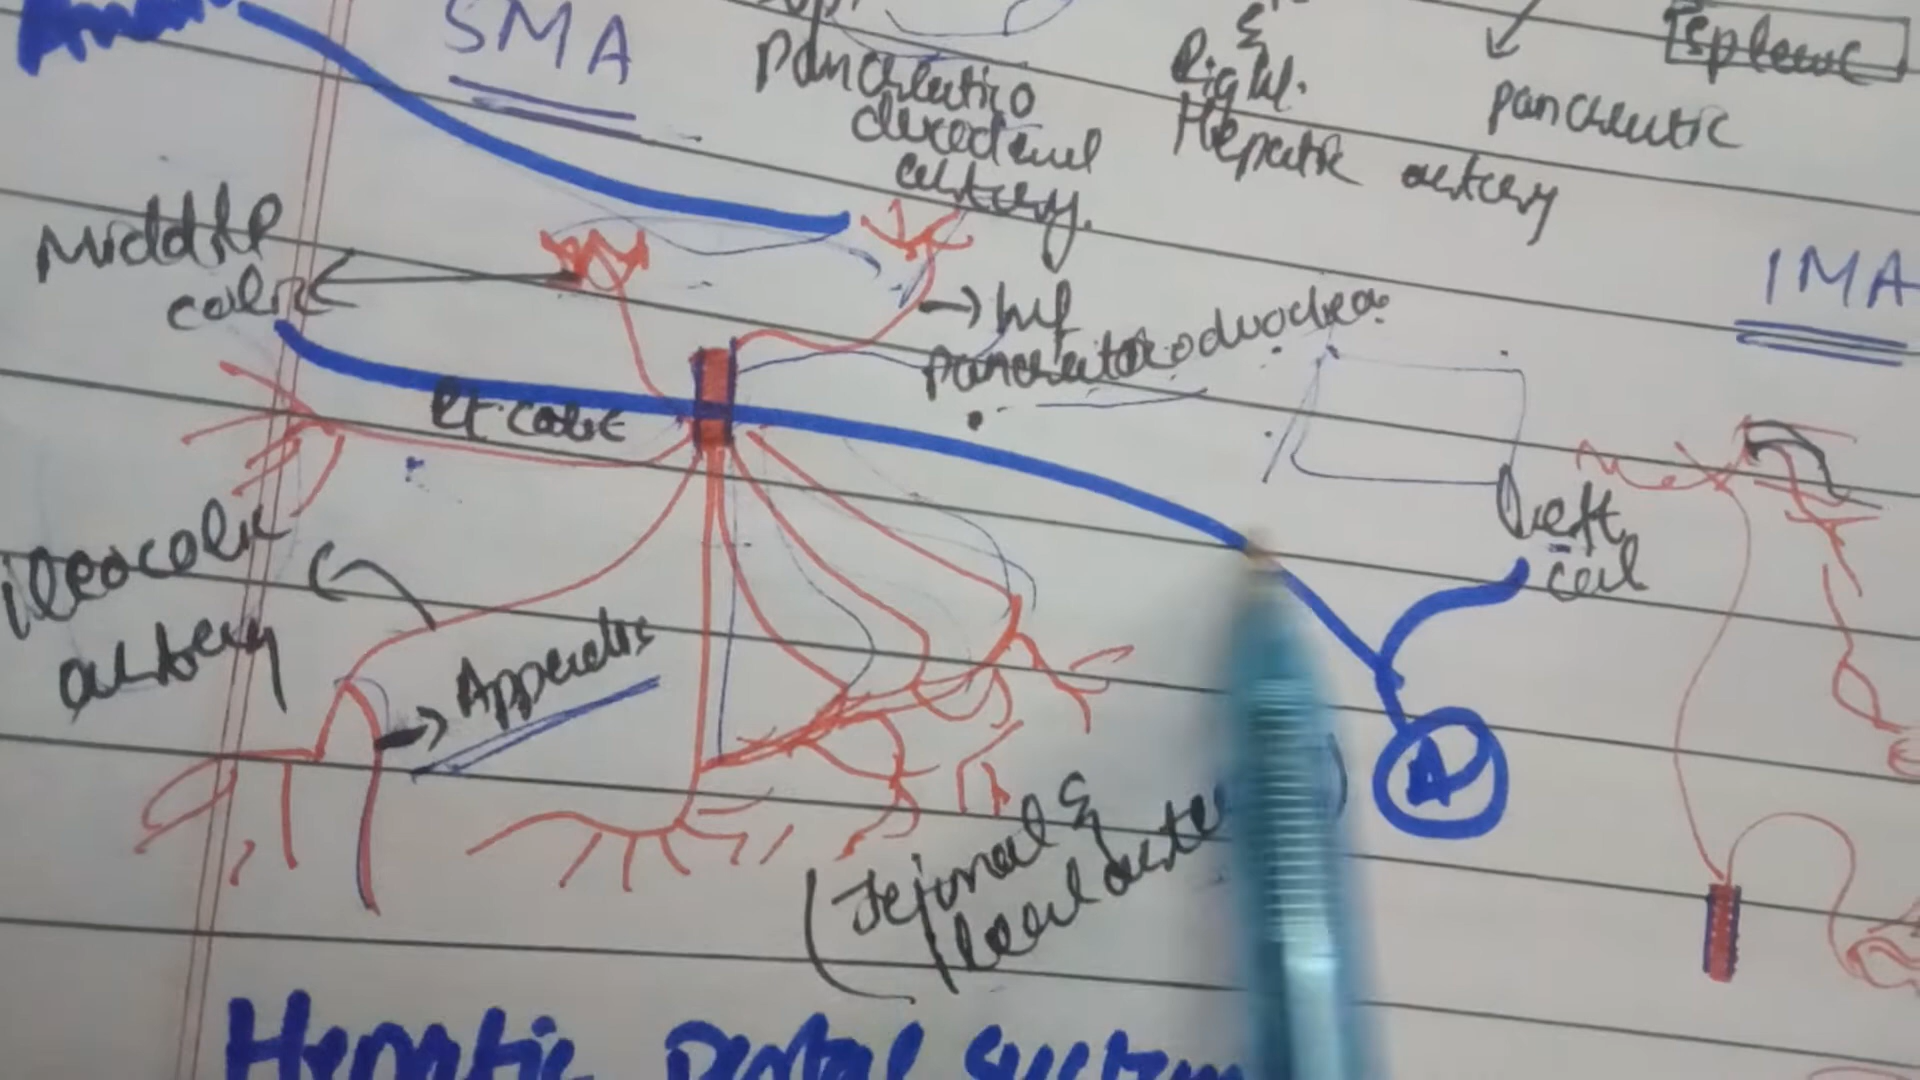 SMA
pancreatico
duodenal
artery.
&
Right.
Hepatic artery
pancreatic
splenic
IMA
Middle
colic
Inf
pancreaticoduodenal
Rt colic
Left
col
ileocolic
artery
Appendix
A
Jejunal &
ileal arte
Hepatic portal system